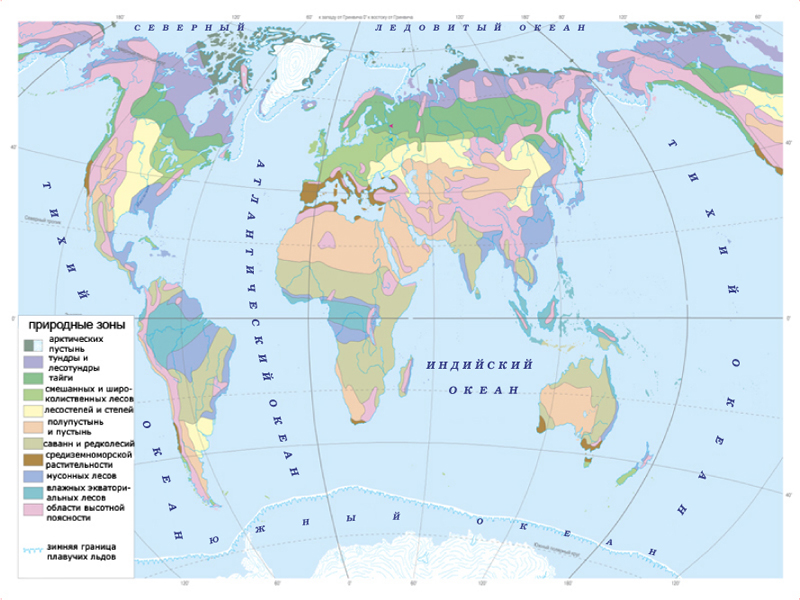 СЕВЕРНЫЙ ЛЕДОВИТЫЙ ОКЕАН
ТИХИЙ
АТЛАНТИЧЕСКИЙ ОКЕАН
ТИХИЙ
ИНДИЙСКИЙ
ОКЕАН
ОКЕАН
ОКЕАН
ЮЖНЫЙ ОКЕАН
природные зоны
арктических
пустынь
тундры и
лесотундры
тайги
смешанных и широ-
колиственных лесов
лесостепей и степей
полупустынь
и пустынь
саванн и редколесий
средиземноморской
растительности
мусонных лесов
влажных эквatори-
альных лесов
области высотной
поясности
зимняя граница
плавучих льдов